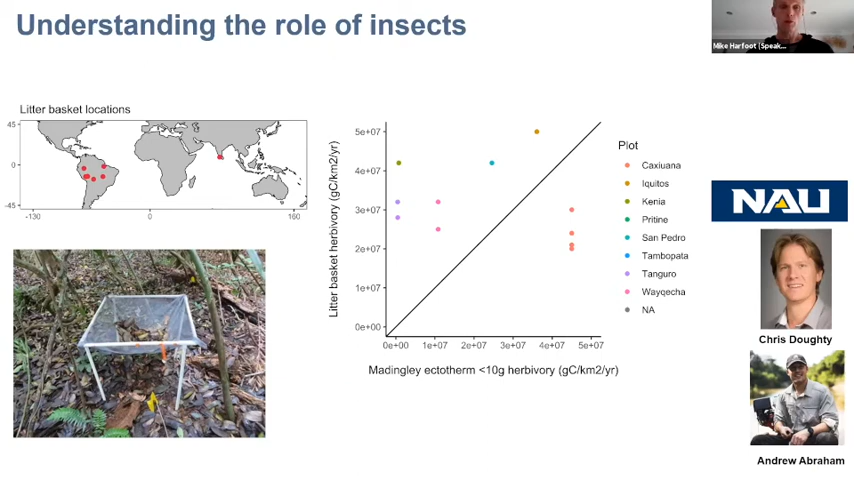 Understanding the role of insects
Mike Harfoot (Speak...
Litter basket locations
45
0
-45
-130
0
160
Litter basket herbivory (gC/km2/yr)
5e+07
4e+07
3e+07
2e+07
1e+07
0e+00
0e+00
1e+07
2e+07
3e+07
4e+07
5e+07
Madingley ectotherm <10g herbivory (gC/km2/yr)
Plot
Caxiuana
Iquitos
Kenia
Pritine
San Pedro
Tambopata
Tanguro
Wayqecha
NA
NAU
Chris Doughty
Andrew Abraham